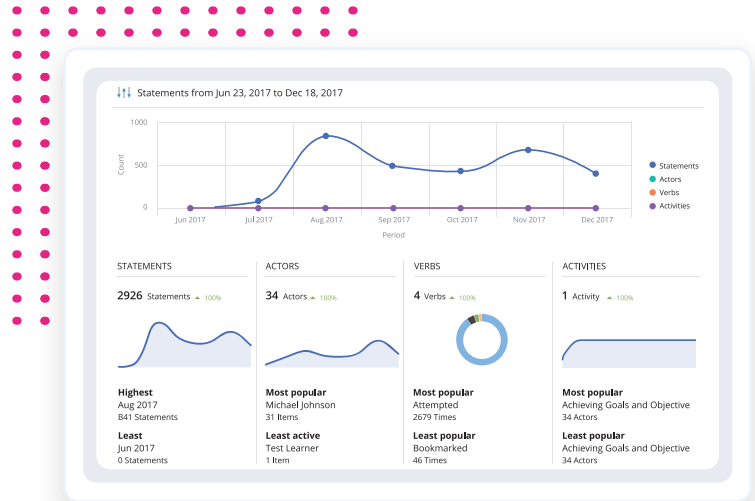 Statements from Jun 23, 2017 to Dec 18, 2017
1000
500
0
Count
Jun 2017 Jul 2017 Aug 2017 Sep 2017 Oct 2017 Nov 2017 Dec 2017
Period
Statements
Actors
Verbs
Activities
STATEMENTS
2926 Statements 100%
Highest
Aug 2017
B41 Statements
Least
Jun 2017
0 Statements
ACTORS
34 Actors 100%
Most popular
Michael Johnson
31 Items
Least active
Test Learner
1 Item
VERBS
4 Verbs 100%
Most popular
Attempted
2679 Times
Least popular
Bookmarked
46 Times
ACTIVITIES
1 Activity 100%
Most popular
Achieving Goals and Objective
34 Actors
Least popular
Achieving Goals and Objective
34 Actors